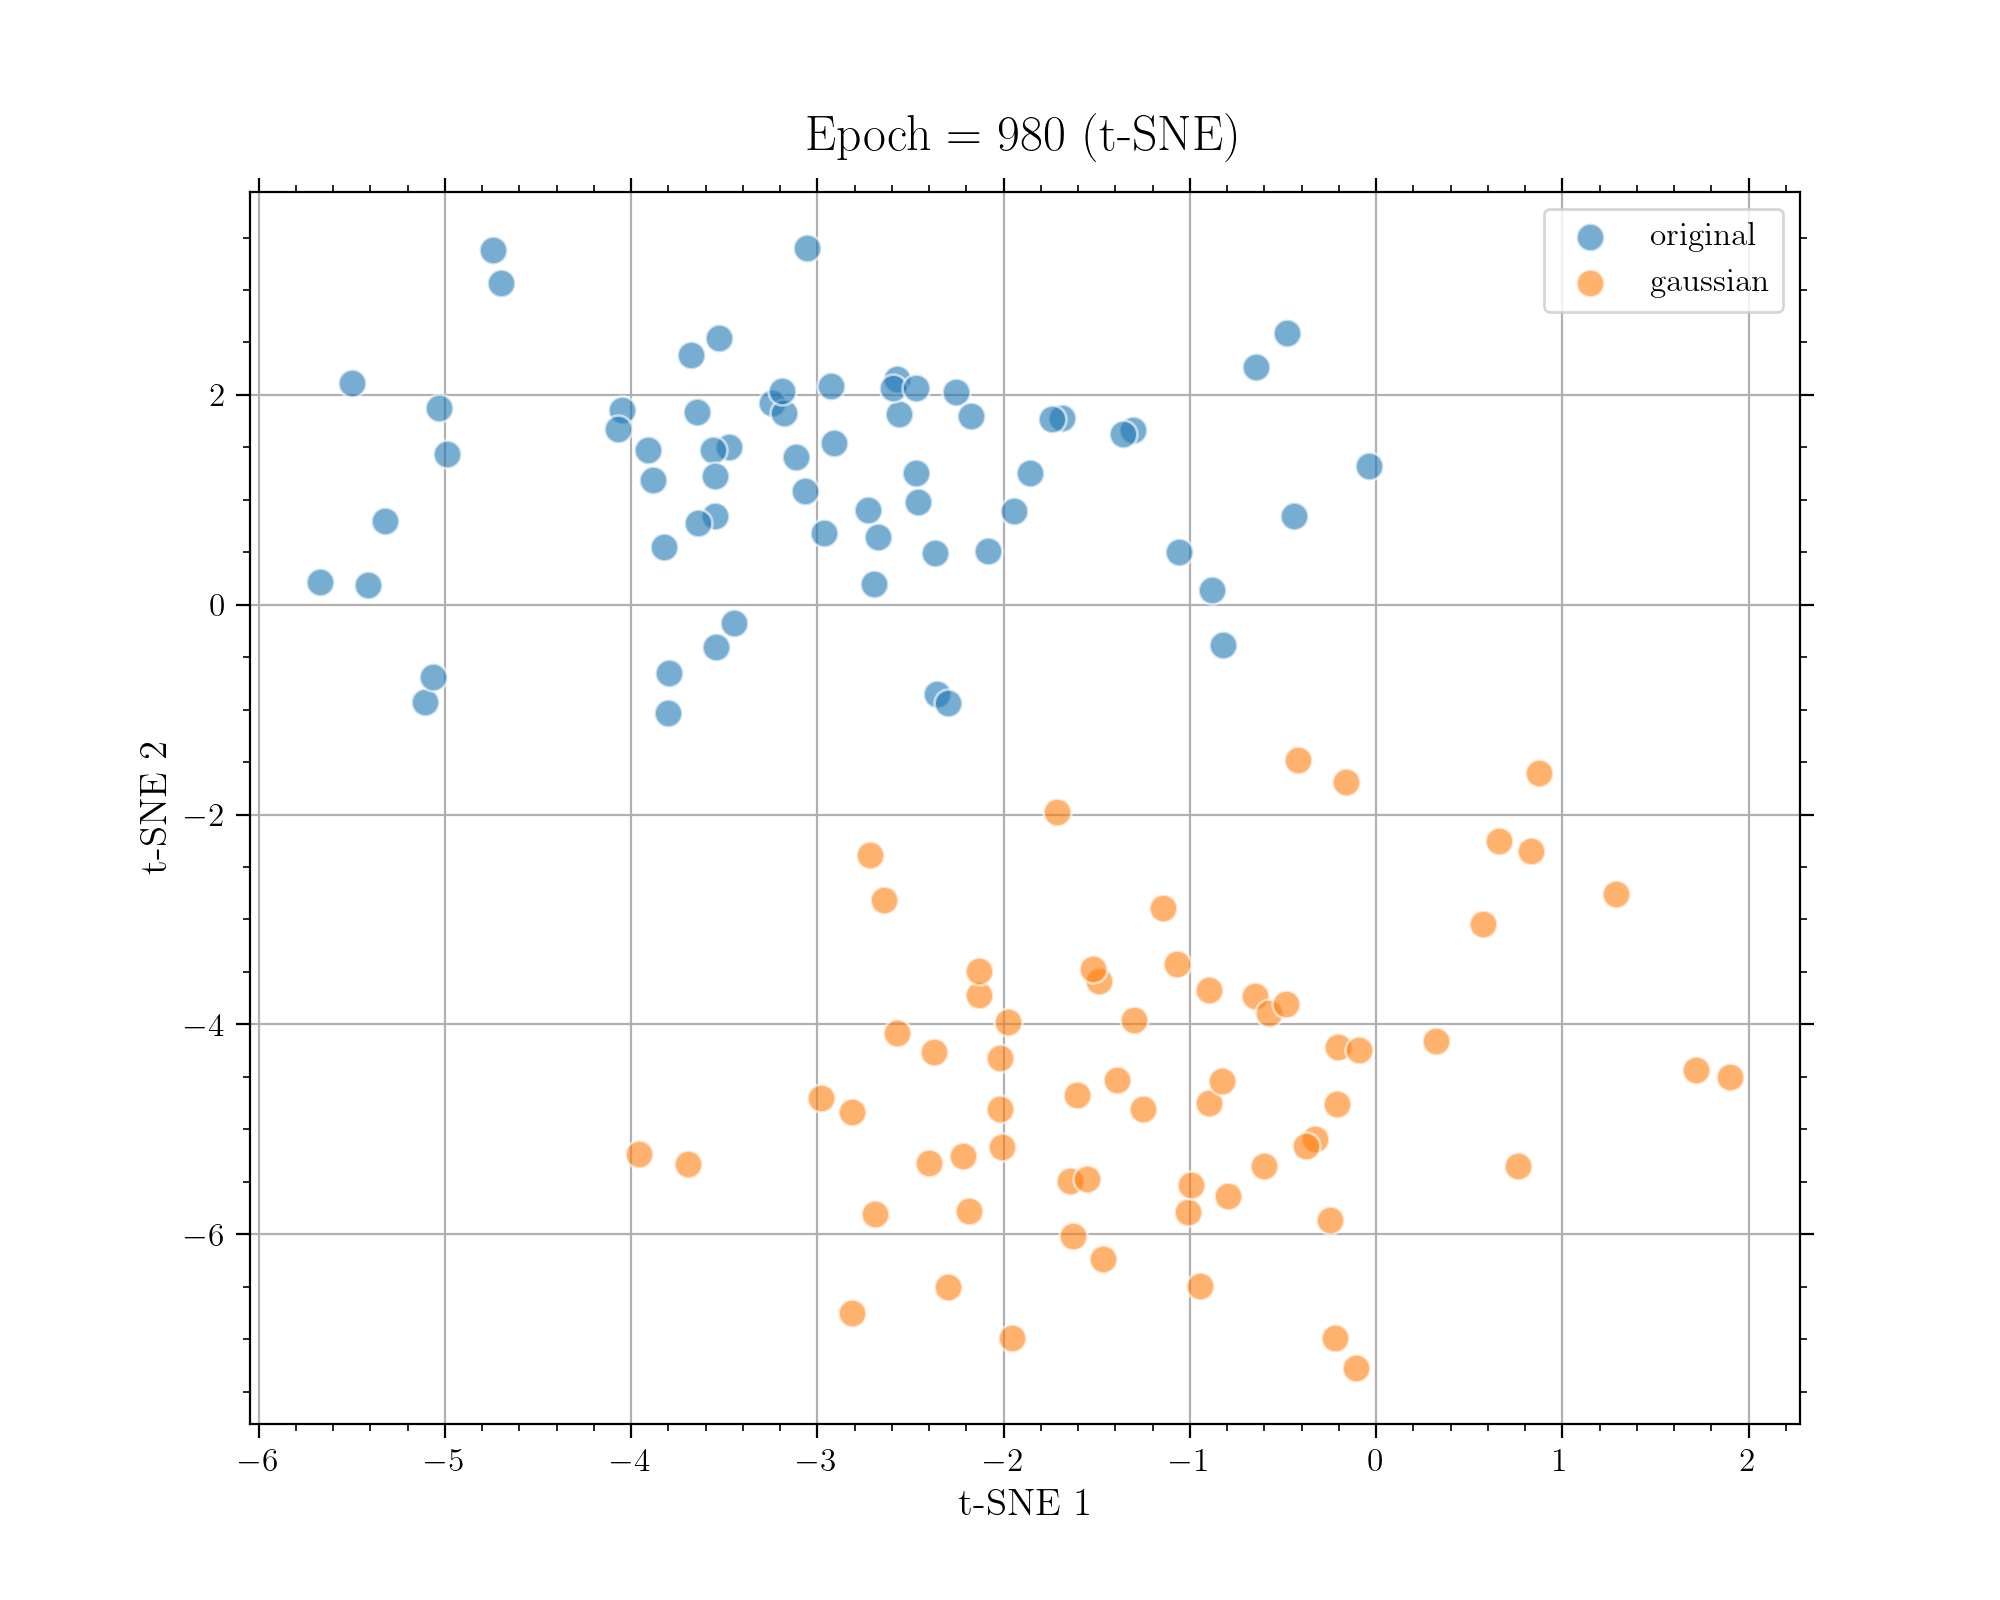 Epoch = 980 (t-SNE)
original
gaussian
2
0
−2
−4
−6
t-SNE 2
−6 −5 −4 −3 −2 −1 0 1 2
t-SNE 1